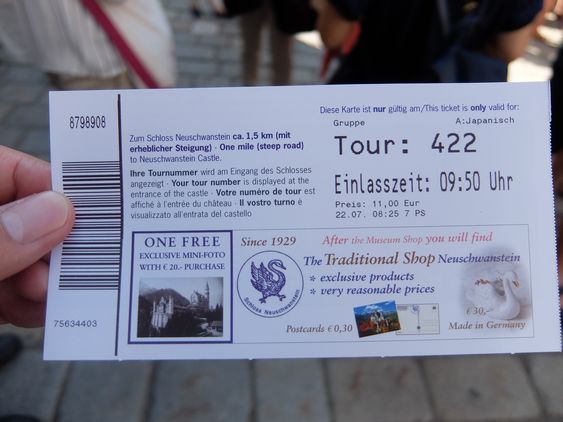 8798908
75634403
Zum Schloss Neuschwanstein ca. 1,5 km (mit
erheblicher Steigung) · One mile (steep road)
to Neuschwanstein Castle.
Ihre Tournummer wird am Eingang des Schlosses
angezeigt · Your tour number is displayed at the
entrance of the castle · Votre numéro de tour est
affiché à l'entrée du château · Il vostro turno è
visualizzato all'entrata del castello
Diese Karte ist nur gültig am/This ticket is only valid for:
Gruppe A:Japanisch
Tour: 422
Einlasszeit: 09:50 Uhr
Preis: 11,00 Eur
22.07. 08:25 7 PS
ONE FREE
EXCLUSIVE MINI-FOTO
WITH € 20.- PURCHASE
Since 1929
Schloss Neuschwanstein
After the Museum Shop you will find
The Traditional Shop Neuschwanstein
* exclusive products
* very reasonable prices
Postcards € 0,30
€ 30,-
Made in Germany